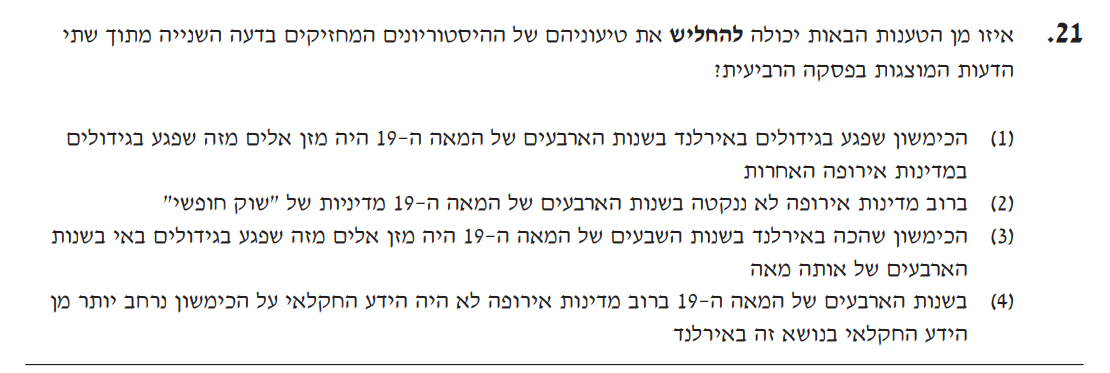 21. איזו מן הטענות הבאות יכולה להחליש את טיעוניהם של ההיסטוריונים המחזיקים בדעה השנייה מתוך שתי
הדעות המוצגות בפסקה הרביעית?
(1) הכימשון שפגע בגידולים באירלנד בשנות הארבעים של המאה ה-19 היה מזן אלים מזה שפגע בגידולים
במדינות אירופה האחרות
(2) ברוב מדינות אירופה לא ננקטה בשנות הארבעים של המאה ה-19 מדיניות של "שוק חופשי"
(3) הכימשון שהכה באירלנד בשנות השבעים של המאה ה-19 היה מזן אלים מזה שפגע בגידולים באי בשנות
הארבעים של אותה מאה
(4) בשנות הארבעים של המאה ה-19 ברוב מדינות אירופה לא היה הידע החקלאי על הכימשון נרחב יותר מן
הידע החקלאי בנושא זה באירלנד